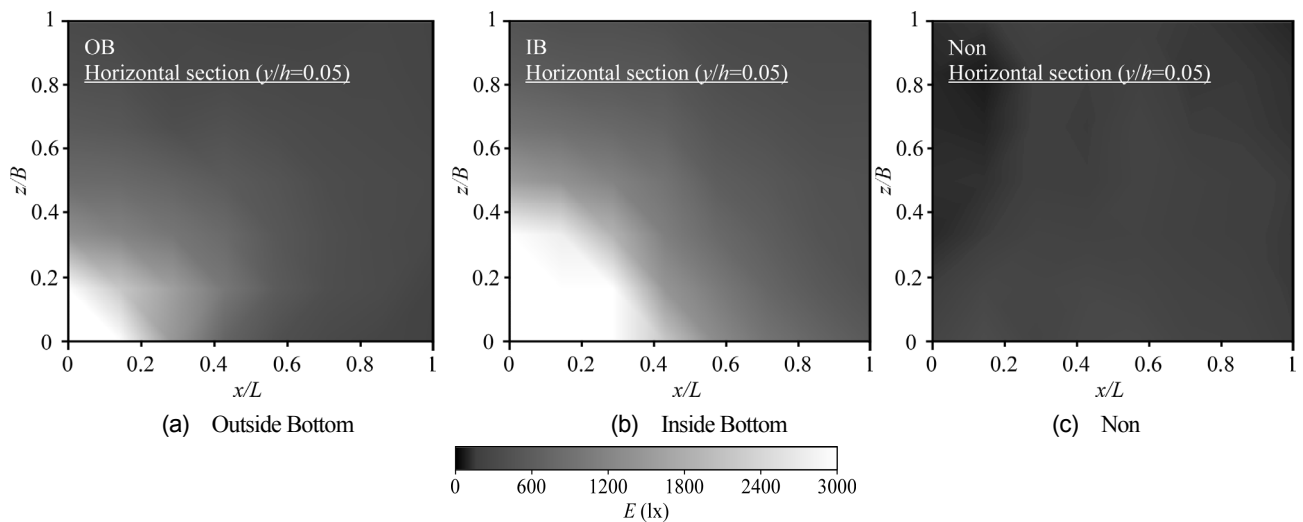 OB
Horizontal section (y/h=0.05)
1
0.8
0.6
0.4
0.2
0
z/B
0 0.2 0.4 0.6 0.8 1
x/L
(a) Outside Bottom
IB
Horizontal section (y/h=0.05)
1
0.8
0.6
0.4
0.2
0
z/B
0 0.2 0.4 0.6 0.8 1
x/L
(b) Inside Bottom
Non
Horizontal section (y/h=0.05)
1
0.8
0.6
0.4
0.2
0
z/B
0 0.2 0.4 0.6 0.8 1
x/L
(c) Non
0 600 1200 1800 2400 3000
E (lx)